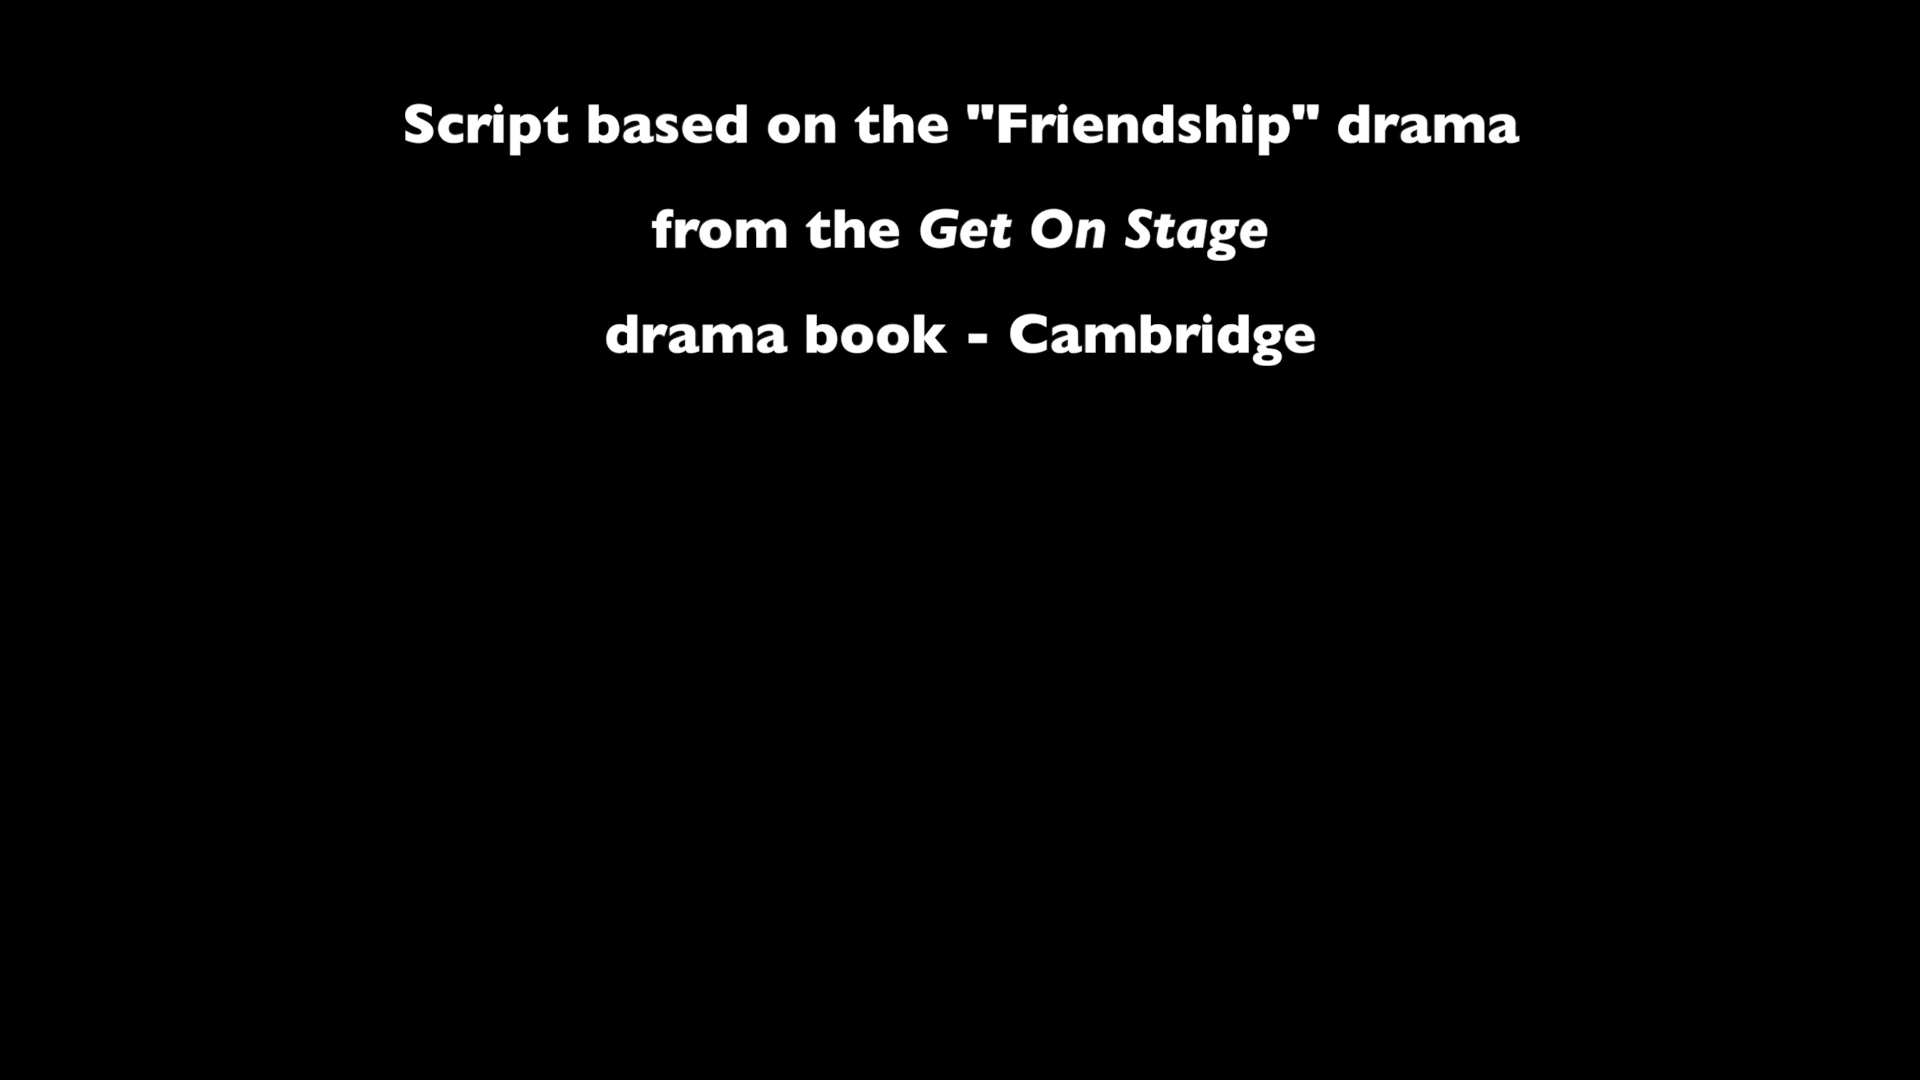 Script based on the "Friendship" drama
from the Get On Stage
drama book - Cambridge